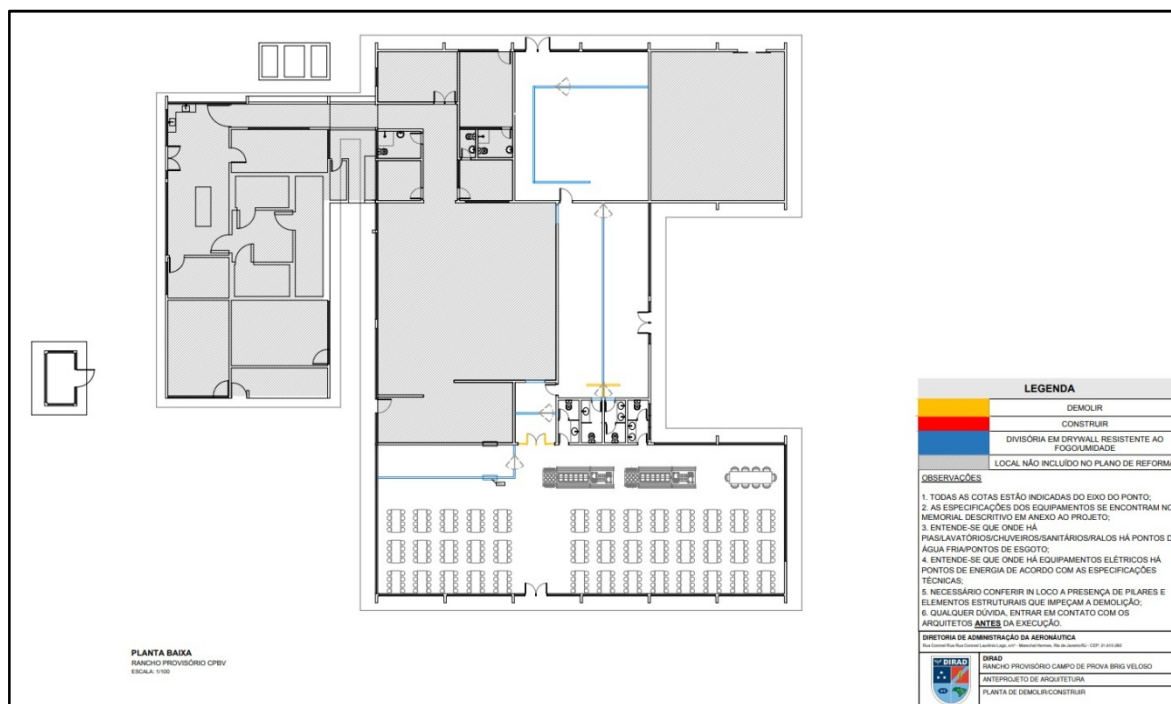 LEGENDA
DEMOLIR
CONSTRUIR
DIVISÓRIA EM DRYWALL RESISTENTE AO
FOGO/UMIDADE
LOCAL NÃO INCLUÍDO NO PLANO DE REFORMA
OBSERVAÇÕES
1. TODAS AS COTAS ESTÃO INDICADAS DO EIXO DO PONTO;
2. AS ESPECIFICAÇÕES DOS EQUIPAMENTOS SE ENCONTRAM NO
MEMORIAL DESCRITIVO EM ANEXO AO PROJETO;
3. ENTENDE-SE QUE ONDE HÁ
PIAS/LAVATÓRIOS/CHUVEIROS/SANITÁRIOS/RALOS HÁ PONTOS D
ÁGUA FRIA/PONTOS DE ESGOTO;
4. ENTENDE-SE QUE ONDE HÁ EQUIPAMENTOS ELÉTRICOS HÁ
PONTOS DE ENERGIA DE ACORDO COM AS ESPECIFICAÇÕES
TÉCNICAS;
5. NECESSÁRIO CONFERIR IN LOCO A PRESENÇA DE PILARES E
ELEMENTOS ESTRUTURAIS QUE IMPEÇAM A DEMOLIÇÃO;
6. QUALQUER DÚVIDA, ENTRAR EM CONTATO COM OS
ARQUITETOS ANTES DA EXECUÇÃO.
DIRETORIA DE ADMINISTRAÇÃO DA AERONÁUTICA
DIRAD
DIRAD
RANCHO PROVISÓRIO CAMPO DE PROVA BRIG VELOSO
ANTEPROJETO DE ARQUITETURA
PLANTA DE DEMOLIR/CONSTRUIR
PLANTA BAIXA
RANCHO PROVISÓRIO CPBV
ESCALA: 1/100